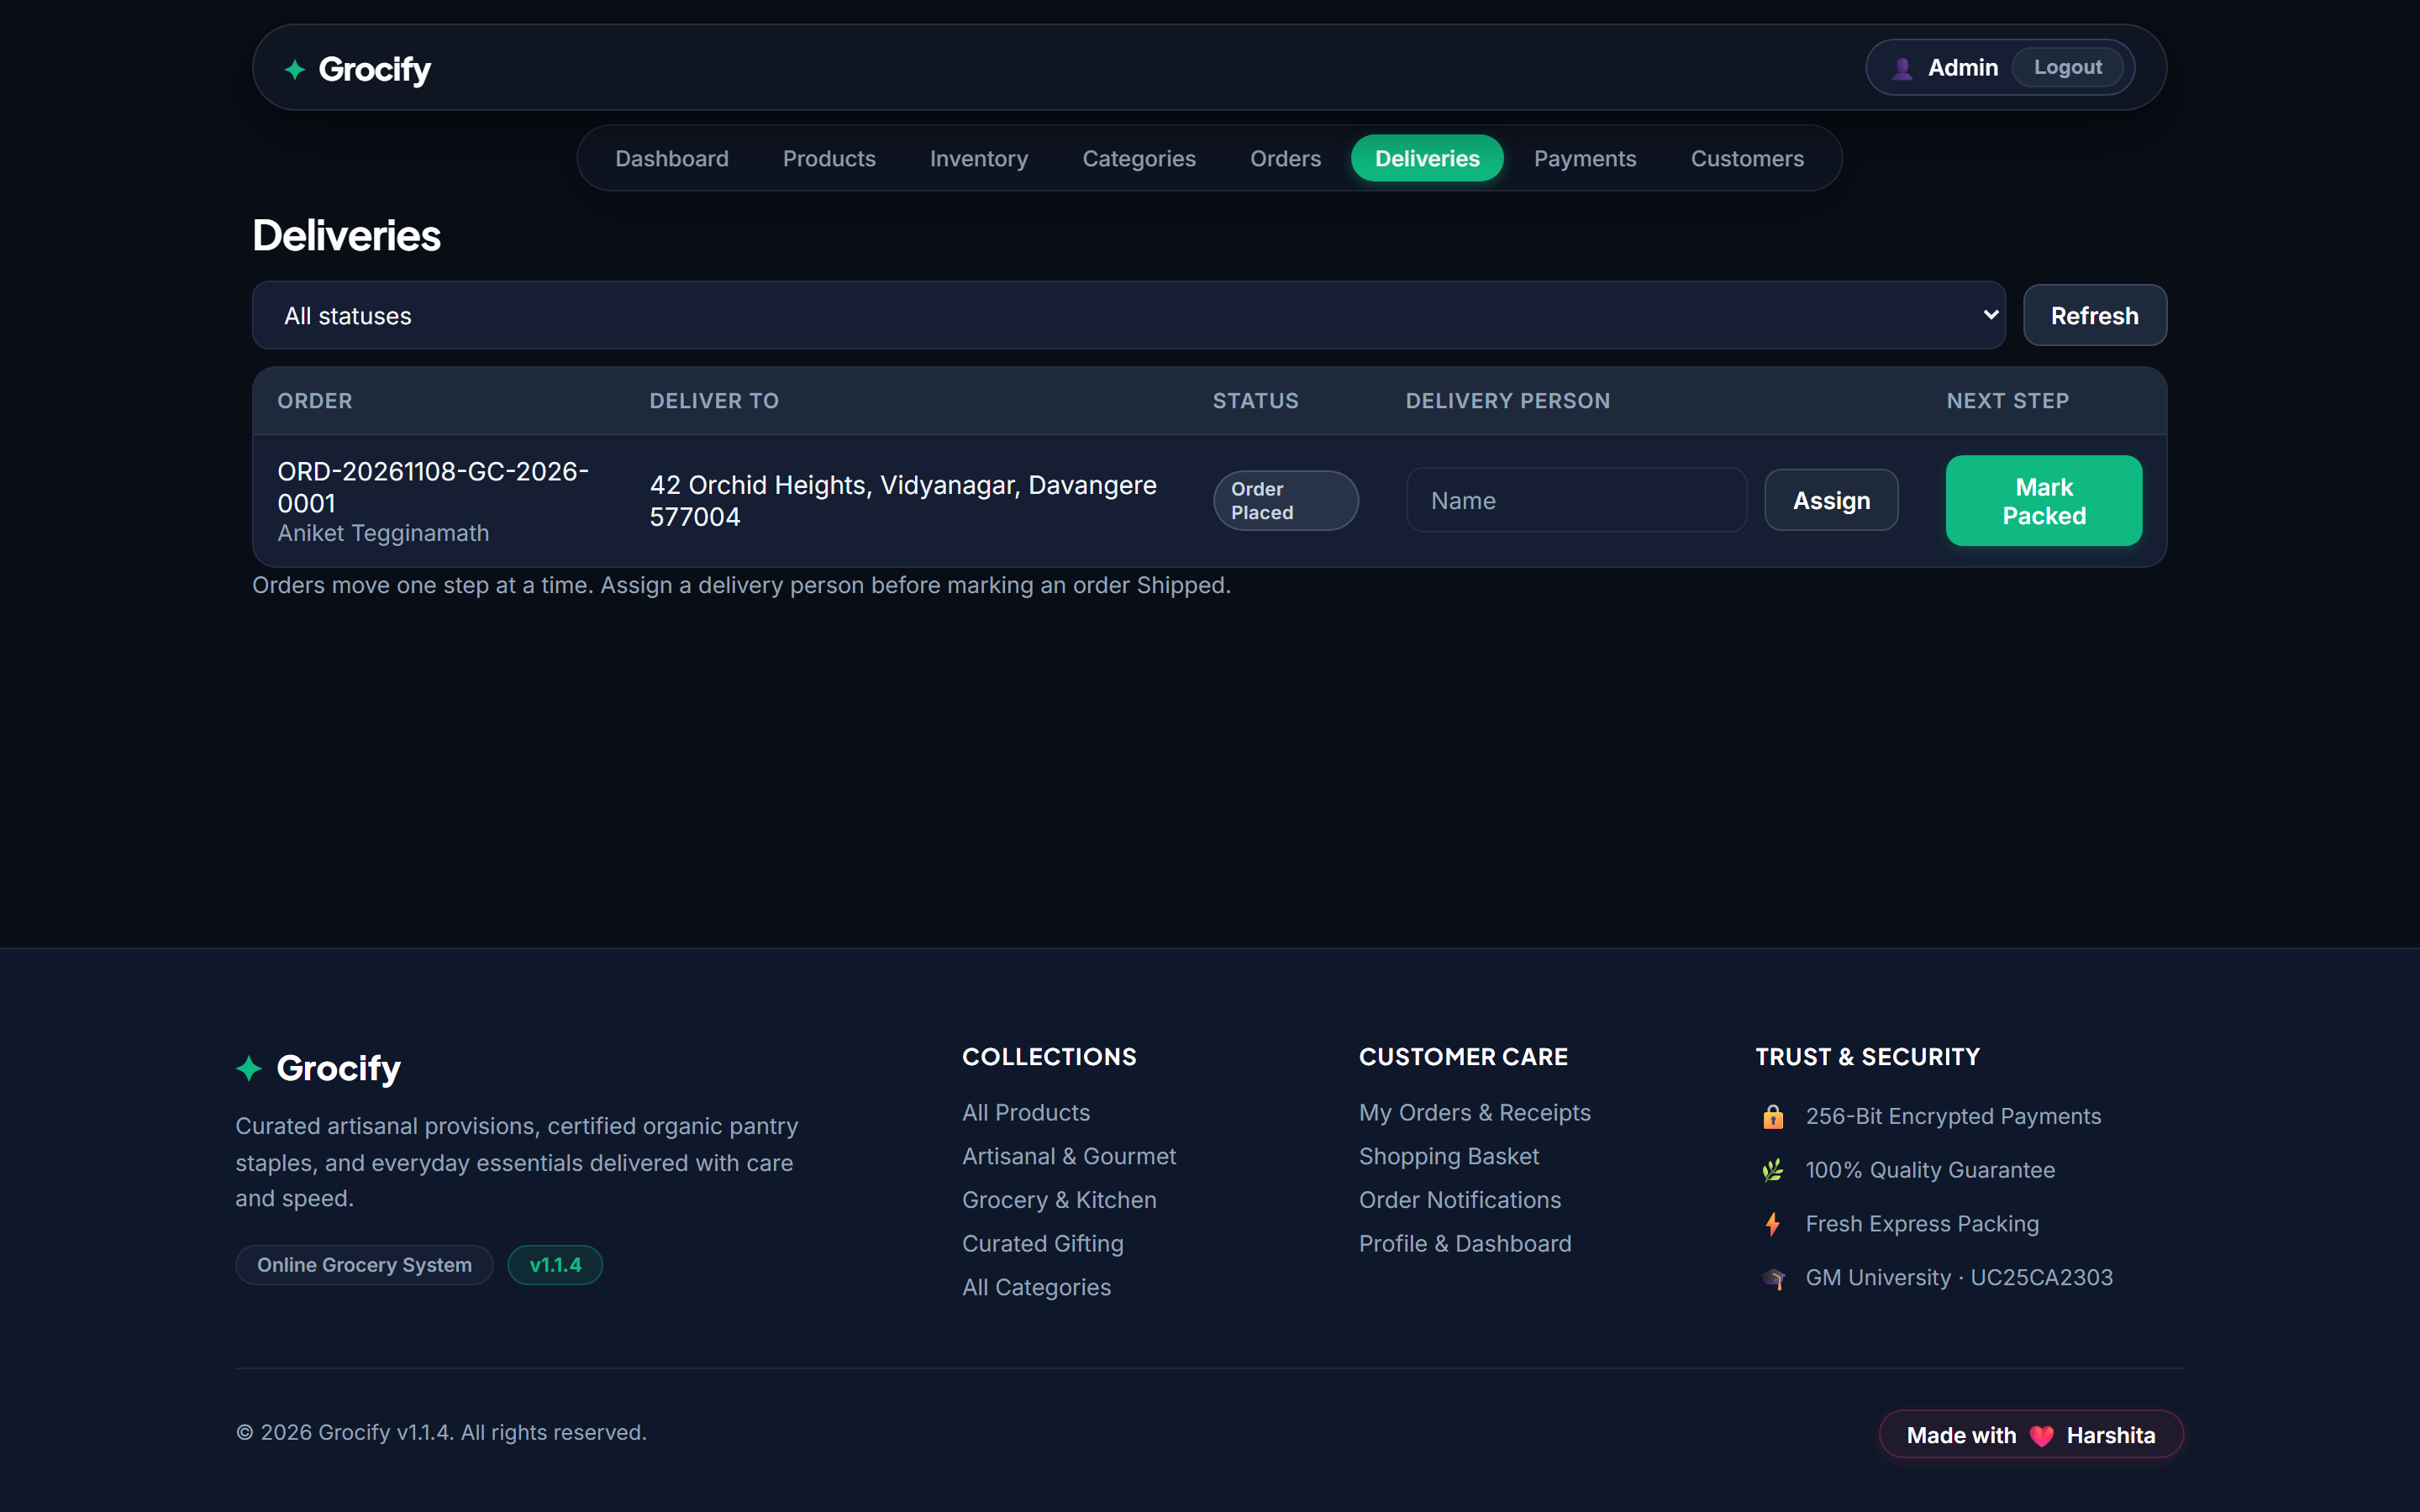 Grocify
Admin Logout
Dashboard Products Inventory Categories Orders Deliveries Payments Customers
Deliveries
All statuses Refresh
ORDER DELIVER TO STATUS DELIVERY PERSON NEXT STEP
ORD-20261108-GC-2026-
0001
Aniket Tegginamath
42 Orchid Heights, Vidyanagar, Davangere
577004
Order
Placed
Name Assign
Mark
Packed
Orders move one step at a time. Assign a delivery person before marking an order Shipped.
Grocify
Curated artisanal provisions, certified organic pantry
staples, and everyday essentials delivered with care
and speed.
Online Grocery System v1.1.4
COLLECTIONS
All Products
Artisanal & Gourmet
Grocery & Kitchen
Curated Gifting
All Categories
CUSTOMER CARE
My Orders & Receipts
Shopping Basket
Order Notifications
Profile & Dashboard
TRUST & SECURITY
256-Bit Encrypted Payments
100% Quality Guarantee
Fresh Express Packing
GM University · UC25CA2303
© 2026 Grocify v1.1.4. All rights reserved.
Made with ❤️ Harshita